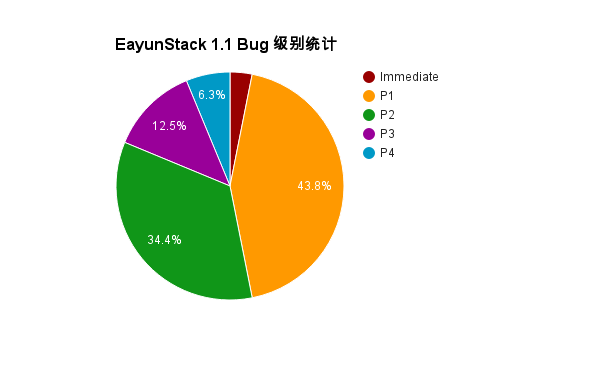 EayunStack 1.1 Bug 级别统计
Immediate
P1
P2
P3
P4
6.3%
12.5%
43.8%
34.4%